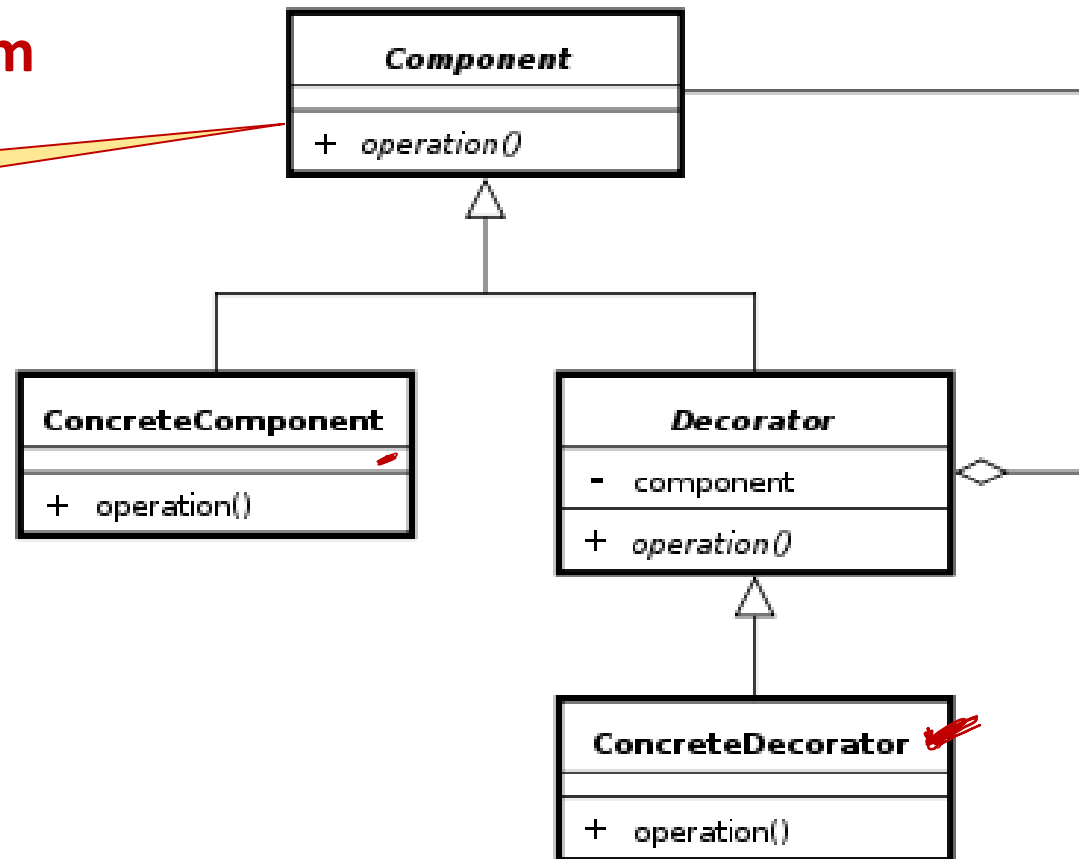 m
Component
+ operation()
ConcreteComponent
+ operation()
Decorator
- component
+ operation()
ConcreteDecorator
+ operation()